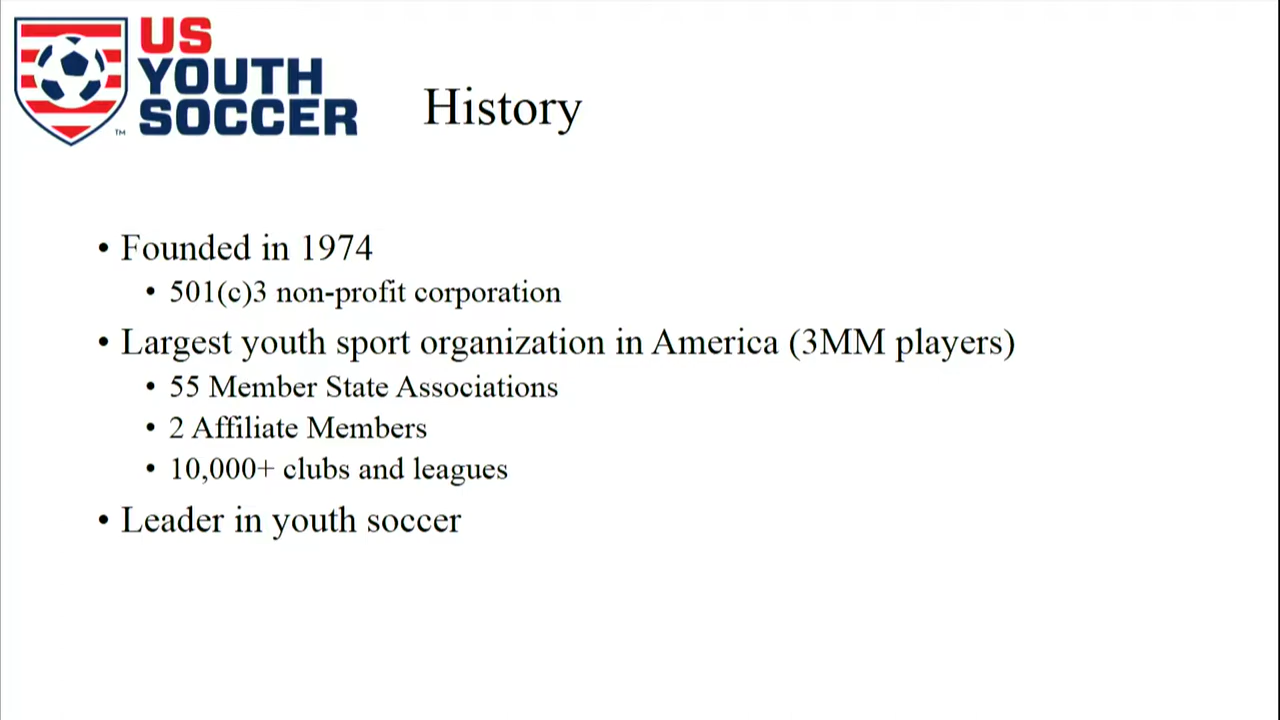 US
YOUTH
SOCCER
TM
History
• Founded in 1974
• 501(c)3 non-profit corporation
• Largest youth sport organization in America (3MM players)
• 55 Member State Associations
• 2 Affiliate Members
• 10,000+ clubs and leagues
• Leader in youth soccer